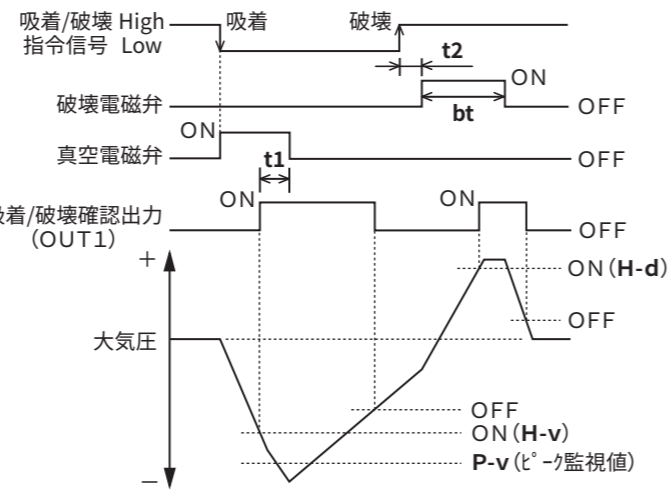 吸着/破壊 High
指令信号 Low
吸着
破壊
t2
破壊電磁弁
ON
bt
OFF
真空電磁弁
ON
OFF
t1
吸着/破壊確認出力
(OUT1)
ON
ON
OFF
+
ON(H-d)
OFF
大気圧
OFF
ON(H-v)
P-v(ピーク監視値)
−